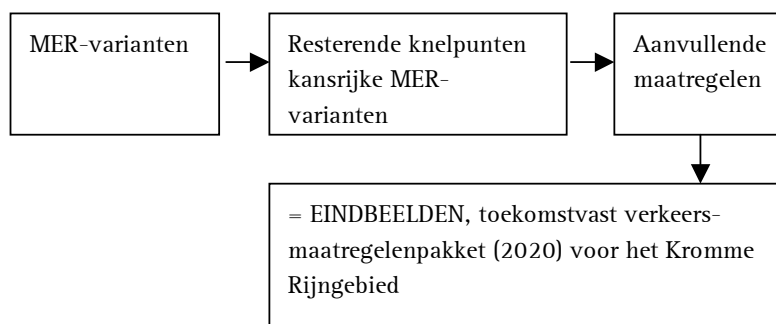 MER-varianten
Resterende knelpunten
kansrijke MER-
varianten
Aanvullende
maatregelen
= EINDBEELDEN, toekomstvast verkeers-
maatregelenpakket (2020) voor het Kromme
Rijngebied